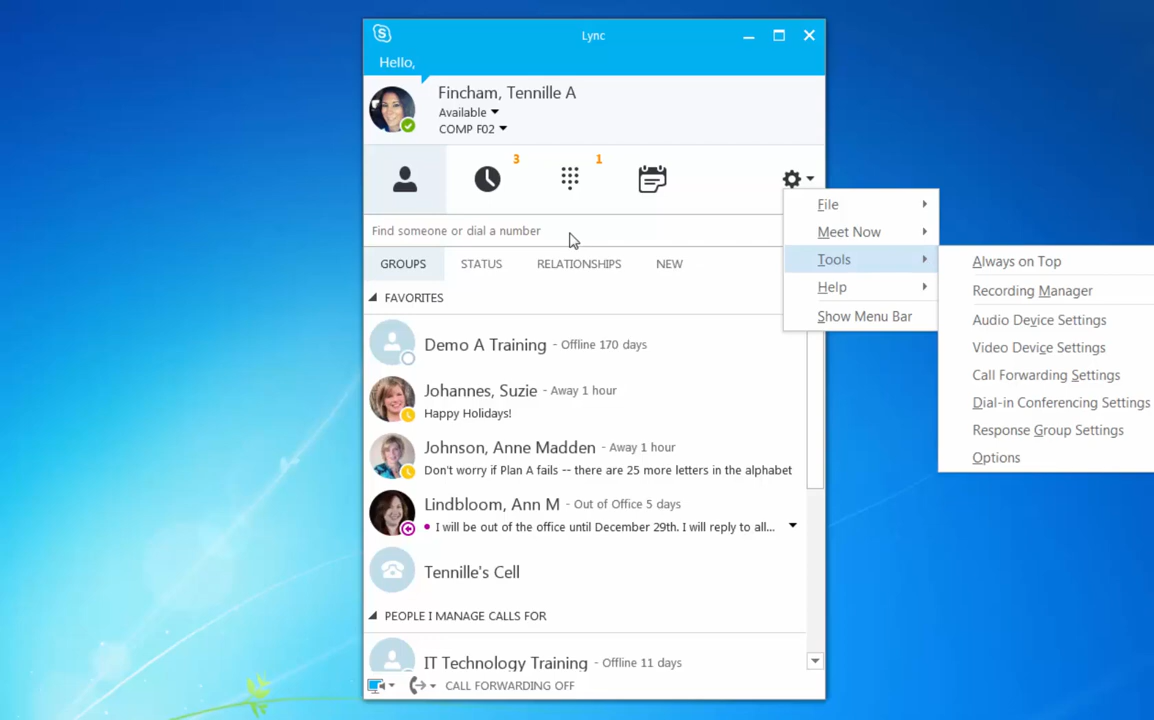 Lync
Hello,
Fincham, Tennille A
Available
COMP F02
3
1
Find someone or dial a number
GROUPS
STATUS
RELATIONSHIPS
NEW
FAVORITES
Demo A Training - Offline 170 days
Johannes, Suzie - Away 1 hour
Happy Holidays!
Johnson, Anne Madden - Away 1 hour
Don't worry if Plan A fails -- there are 25 more letters in the alphabet
Lindbloom, Ann M - Out of Office 5 days
I will be out of the office until December 29th. I will reply to all...
Tennille's Cell
PEOPLE I MANAGE CALLS FOR
IT Technology Training - Offline 11 days
CALL FORWARDING OFF
File
Meet Now
Tools
Help
Show Menu Bar
Always on Top
Recording Manager
Audio Device Settings
Video Device Settings
Call Forwarding Settings
Dial-in Conferencing Settings
Response Group Settings
Options